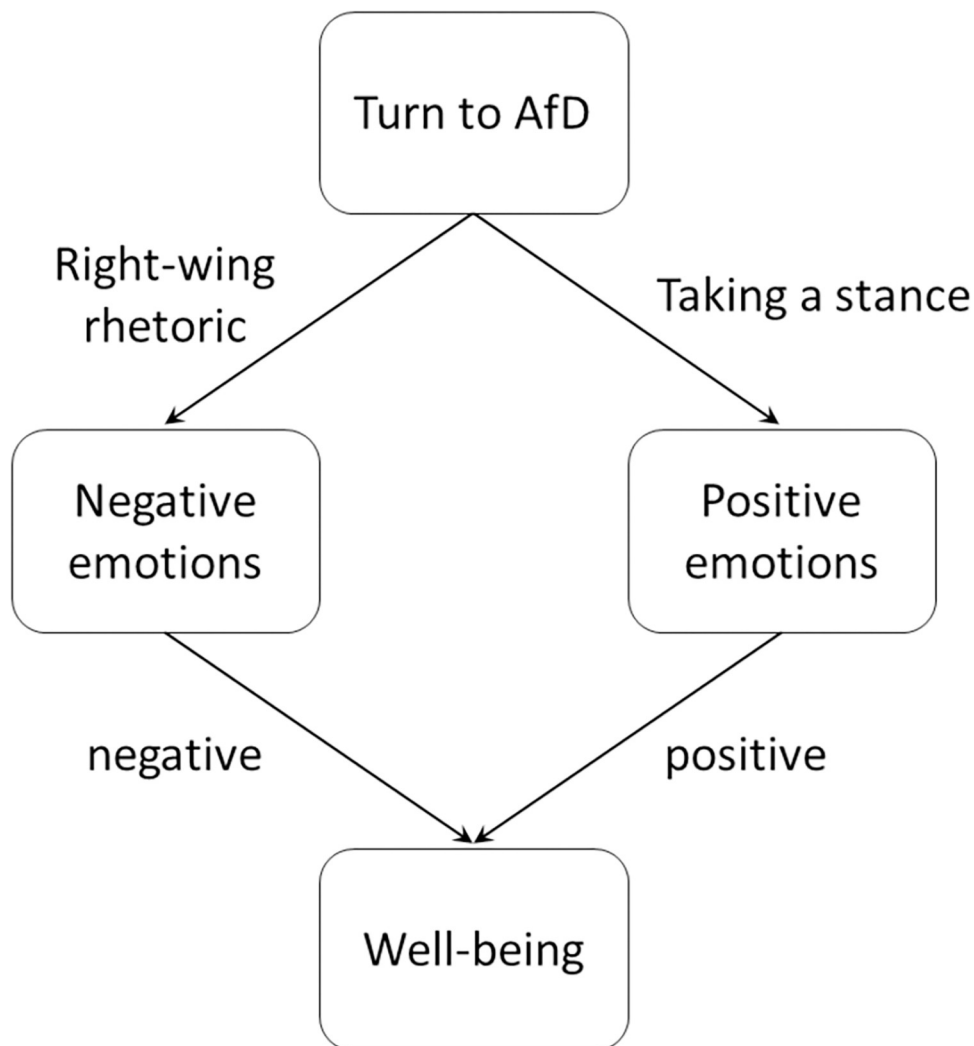 Turn to AfD
Right-wing
rhetoric
Taking a stance
Negative
emotions
Positive
emotions
negative
positive
Well-being